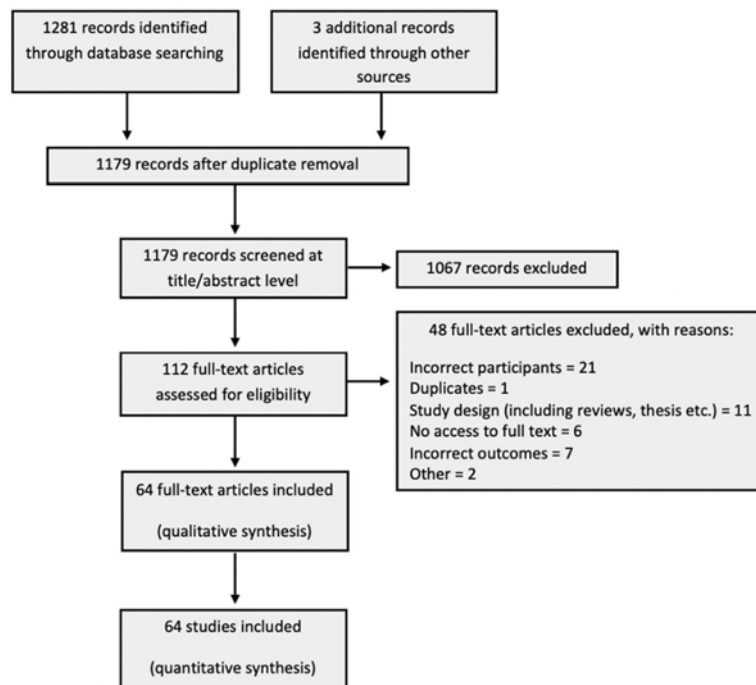 1281 records identified
through database searching
3 additional records
identified through other
sources
1179 records after duplicate removal
1179 records screened at
title/abstract level
1067 records excluded
112 full-text articles
assessed for eligibility
48 full-text articles excluded, with reasons:
Incorrect participants = 21
Duplicates = 1
Study design (including reviews, thesis etc.) = 11
No access to full text = 6
Incorrect outcomes = 7
Other = 2
64 full-text articles included
(qualitative synthesis)
64 studies included
(quantitative synthesis)